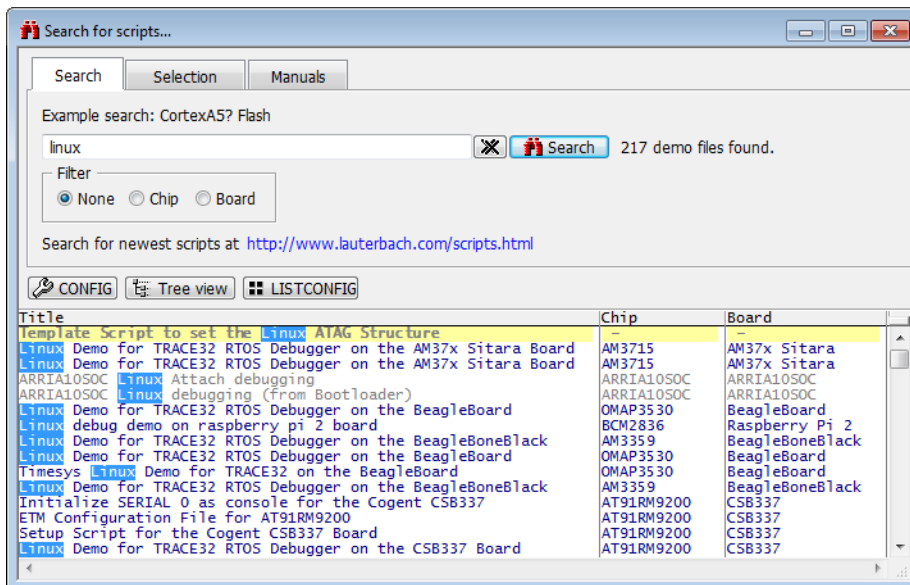 Search for scripts...
Search Selection Manuals
Example search: CortexA5? Flash
linux Search 217 demo files found.
Filter
None Chip Board
Search for newest scripts at http://www.lauterbach.com/scripts.html
CONFIG Tree view LISTCONFIG
Title Chip Board
Template Script to set the Linux ATAG Structure - -
Linux Demo for TRACE32 RTOS Debugger on the AM37x Sitara Board AM3715 AM37x Sitara
Linux Demo for TRACE32 RTOS Debugger on the AM37x Sitara Board AM3715 AM37x Sitara
ARRIA10SOC Linux Attach debugging ARRIA10SOC ARRIA10SOC
ARRIA10SOC Linux debugging (from Bootloader) ARRIA10SOC ARRIA10SOC
Linux Demo for TRACE32 RTOS Debugger on the BeagleBoard OMAP3530 BeagleBoard
Linux debug demo on raspberry pi 2 board BCM2836 Raspberry Pi 2
Linux Demo for TRACE32 RTOS Debugger on the BeagleBoneBlack AM3359 BeagleBoneBlack
Linux Demo for TRACE32 RTOS Debugger on the BeagleBoard OMAP3530 BeagleBoard
Timesys Linux Demo for TRACE32 on the BeagleBoard OMAP3530 BeagleBoard
Linux Demo for TRACE32 RTOS Debugger on the BeagleBoneBlack AM3359 BeagleBoneBlack
Initialize SERIAL 0 as console for the Cogent CSB337 AT91RM9200 CSB337
ETM Configuration File for AT91RM9200 AT91RM9200 CSB337
Setup Script for the Cogent CSB337 Board AT91RM9200 CSB337
Linux Demo for TRACE32 RTOS Debugger on the CSB337 Board AT91RM9200 CSB337